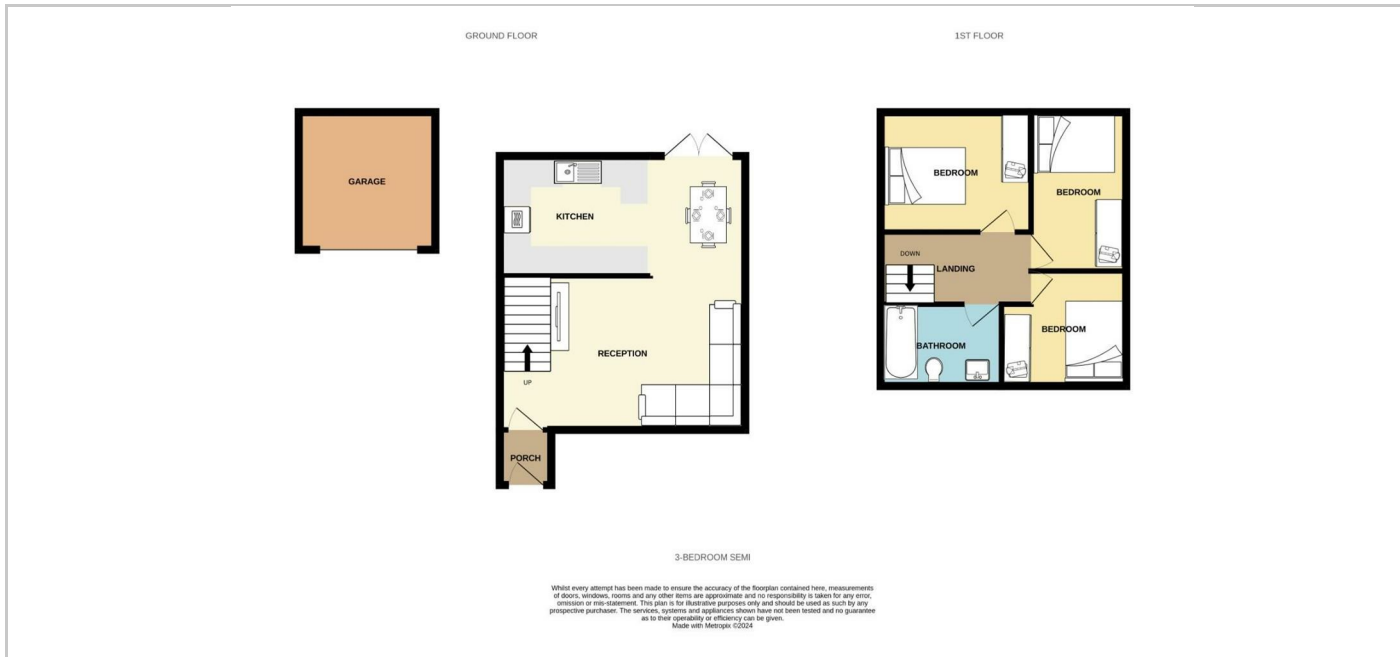 GROUND FLOOR
1ST FLOOR
GARAGE
KITCHEN
RECEPTION
UP
PORCH
BEDROOM
BEDROOM
DOWN
LANDING
BEDROOM
BATHROOM
3-BEDROOM SEMI
Whilst every attempt has been made to ensure the accuracy of the floorplan contained here, measurements
of doors, windows, rooms and any other items are approximate and no responsibility is taken for any error,
omission or mis-statement. This plan is for illustrative purposes only and should be used as such by any
prospective purchaser. The services, systems and appliances shown have not been tested and no guarantee
as to their operability or efficiency can be given.
Made with Metropix ©2024